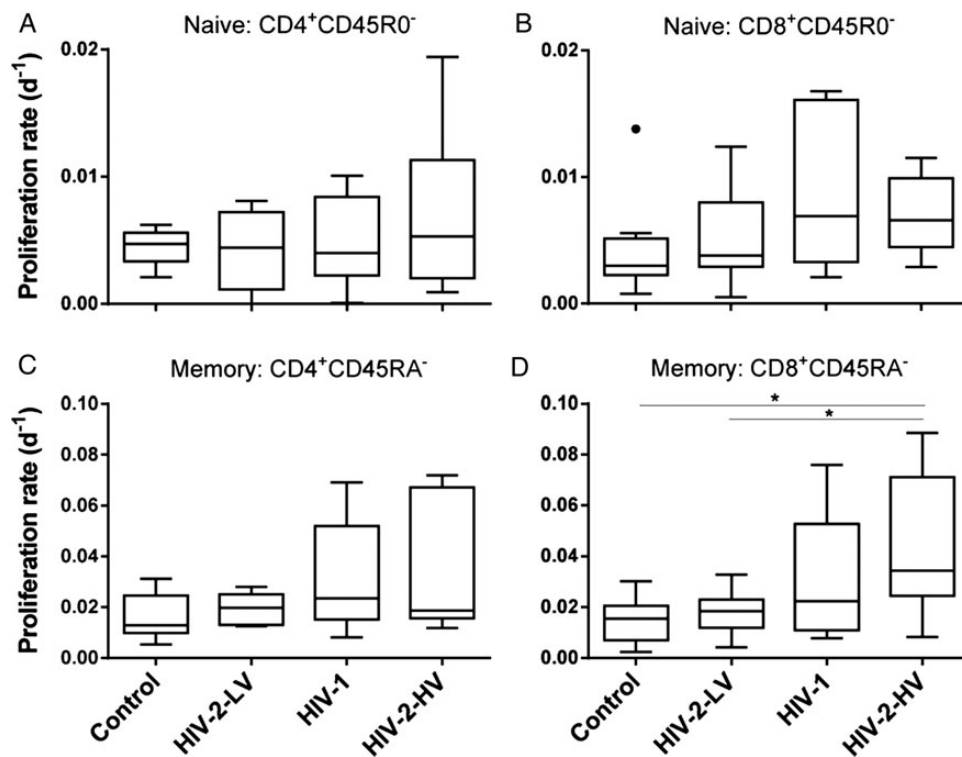 A
Naive: CD4⁺CD45R0⁻
B
Naive: CD8⁺CD45R0⁻
Proliferation rate (d⁻¹)
0.02
0.01
0.00
0.02
0.01
0.00
C
Memory: CD4⁺CD45RA⁻
D
Memory: CD8⁺CD45RA⁻
Proliferation rate (d⁻¹)
0.10
0.08
0.06
0.04
0.02
0.00
0.10
0.08
0.06
0.04
0.02
0.00
*
*
Control
HIV-2-LV
HIV-1
HIV-2-HV
Control
HIV-2-LV
HIV-1
HIV-2-HV